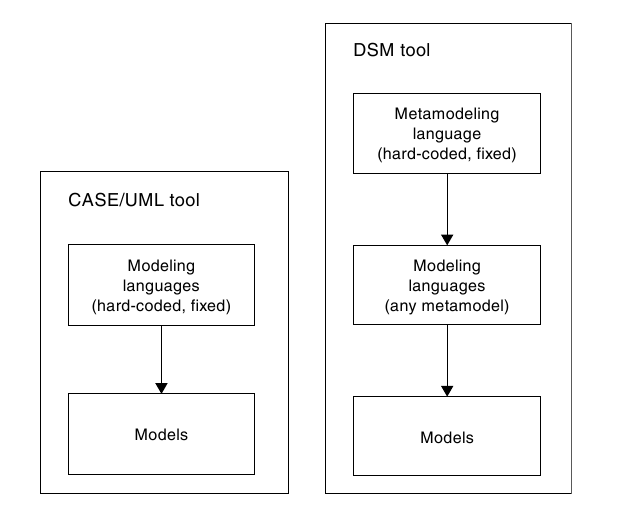 CASE/UML tool
Modeling
languages
(hard-coded, fixed)
Models
DSM tool
Metamodeling
language
(hard-coded, fixed)
Modeling
languages
(any metamodel)
Models